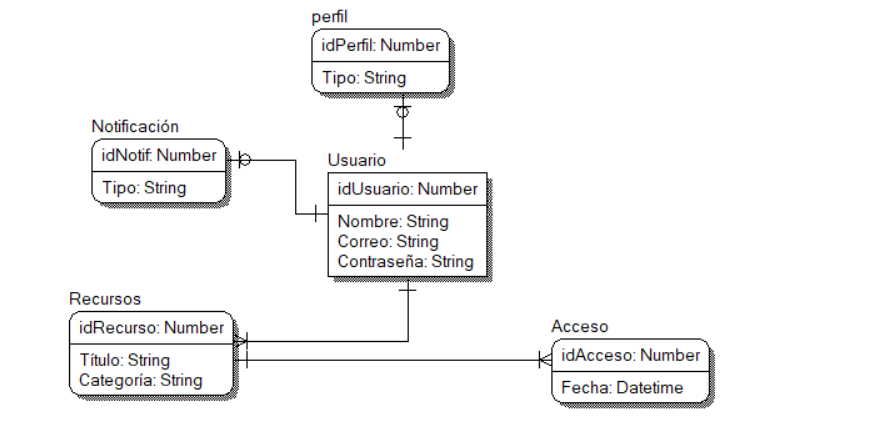 perfil
idPerfil: Number
Tipo: String
Notificación
idNotif: Number
Tipo: String
Usuario
idUsuario: Number
Nombre: String
Correo: String
Contraseña: String
Recursos
idRecurso: Number
Título: String
Categoría: String
Acceso
idAcceso: Number
Fecha: Datetime